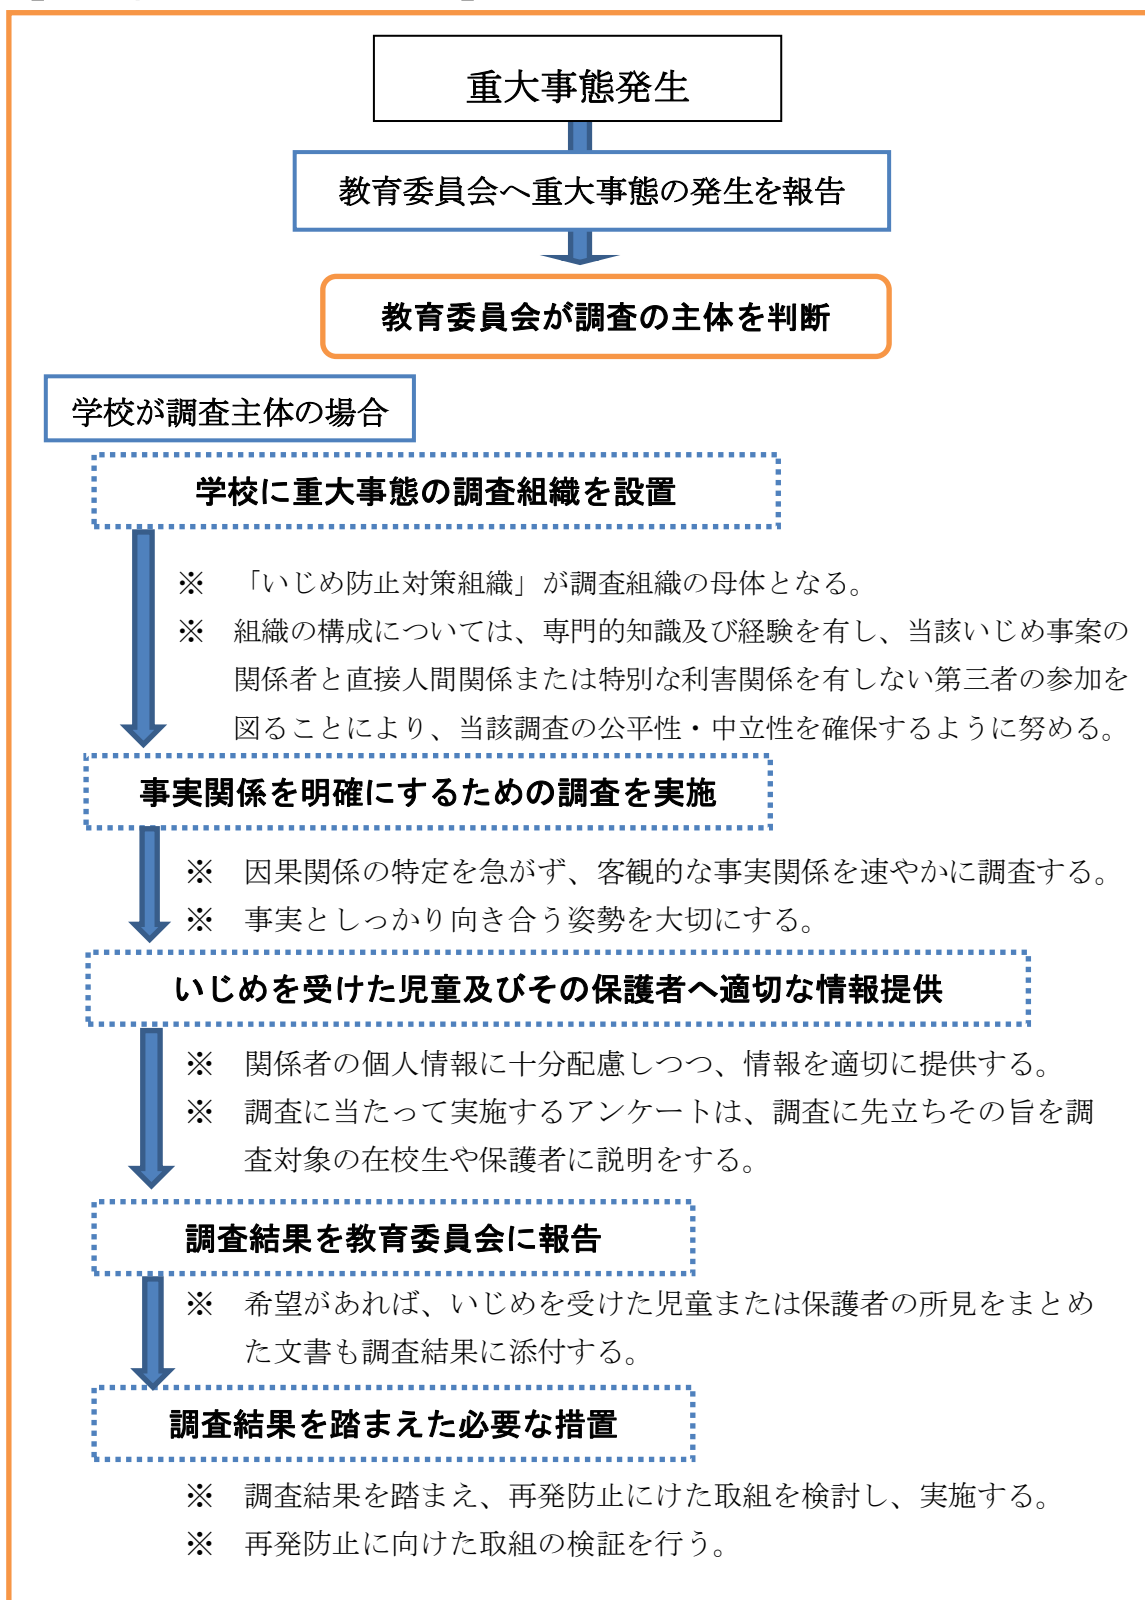 重大事態発生
教育委員会へ重大事態の発生を報告
教育委員会が調査の主体を判断
学校が調査主体の場合
学校に重大事態の調査組織を設置
※　「いじめ防止対策組織」が調査組織の母体となる。
※　組織の構成については、専門的知識及び経験を有し、当該いじめ事案の
関係者と直接人間関係または特別な利害関係を有しない第三者の参加を
図ることにより、当該調査の公平性・中立性を確保するように努める。
事実関係を明確にするための調査を実施
※　因果関係の特定を急がず、客観的な事実関係を速やかに調査する。
※　事実としっかり向き合う姿勢を大切にする。
いじめを受けた児童及びその保護者へ適切な情報提供
※　関係者の個人情報に十分配慮しつつ、情報を適切に提供する。
※　調査に当たって実施するアンケートは、調査に先立ちその旨を調
査対象の在校生や保護者に説明をする。
調査結果を教育委員会に報告
※　希望があれば、いじめを受けた児童または保護者の所見をまとめ
た文書も調査結果に添付する。
調査結果を踏まえた必要な措置
※　調査結果を踏まえ、再発防止にけた取組を検討し、実施する。
※　再発防止に向けた取組の検証を行う。